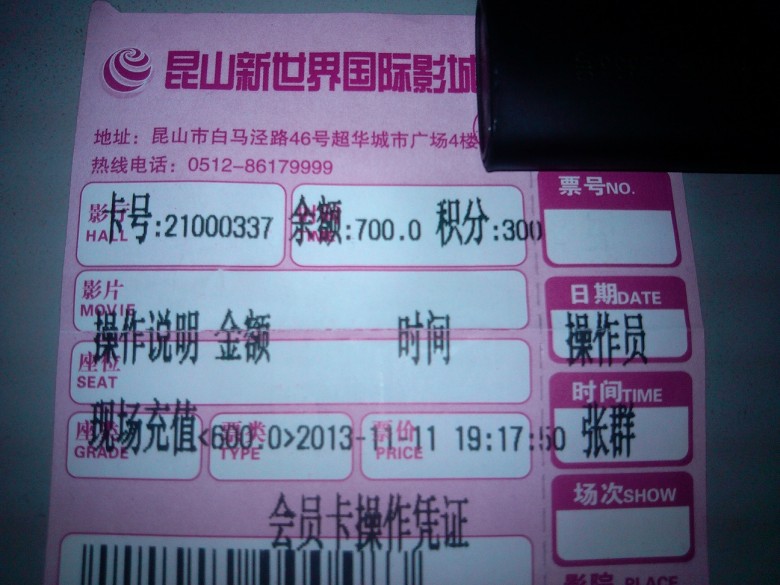 昆山新世界国际影城
地址：昆山市白马泾路46号超华城市广场4楼
热线电话：0512-86179999
票号NO.
影厅
HALL
卡号:21000337 余额:700.0 积分:300
影片
MOVIE
日期DATE
操作说明 金额 时间 操作员
座位
SEAT
时间TIME
现场充值<600.0>2013-11-11 19:17:50 张群
座类
GRADE
票类
TYPE
票价
PRICE
场次SHOW
会员卡操作凭证
影院 PLACE